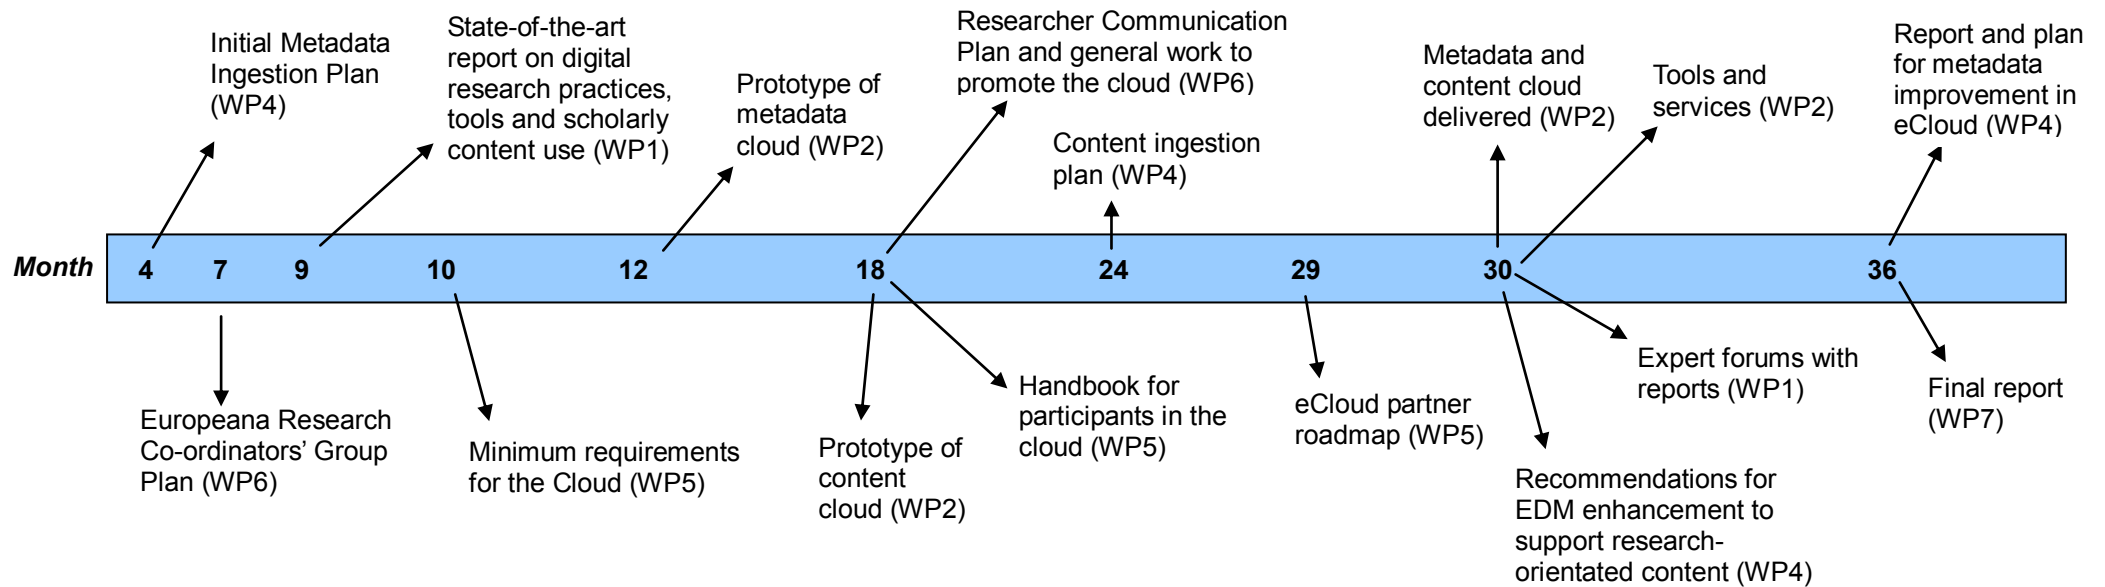 Initial Metadata
Ingestion Plan
(WP4)
State-of-the-art
report on digital
research practices,
tools and scholarly
content use (WP1)
Prototype of
metadata
cloud (WP2)
Researcher Communication
Plan and general work to
promote the cloud (WP6)
Content ingestion
plan (WP4)
Metadata and
content cloud
delivered (WP2)
Tools and
services (WP2)
Report and plan
for metadata
improvement in
eCloud (WP4)
Month 4 7 9 10 12 18 24 29 30 36
Europeana Research
Co-ordinators’ Group
Plan (WP6)
Minimum requirements
for the Cloud (WP5)
Prototype of
content
cloud (WP2)
Handbook for
participants in the
cloud (WP5)
eCloud partner
roadmap (WP5)
Recommendations for
EDM enhancement to
support research-
orientated content (WP4)
Expert forums with
reports (WP1)
Final report
(WP7)